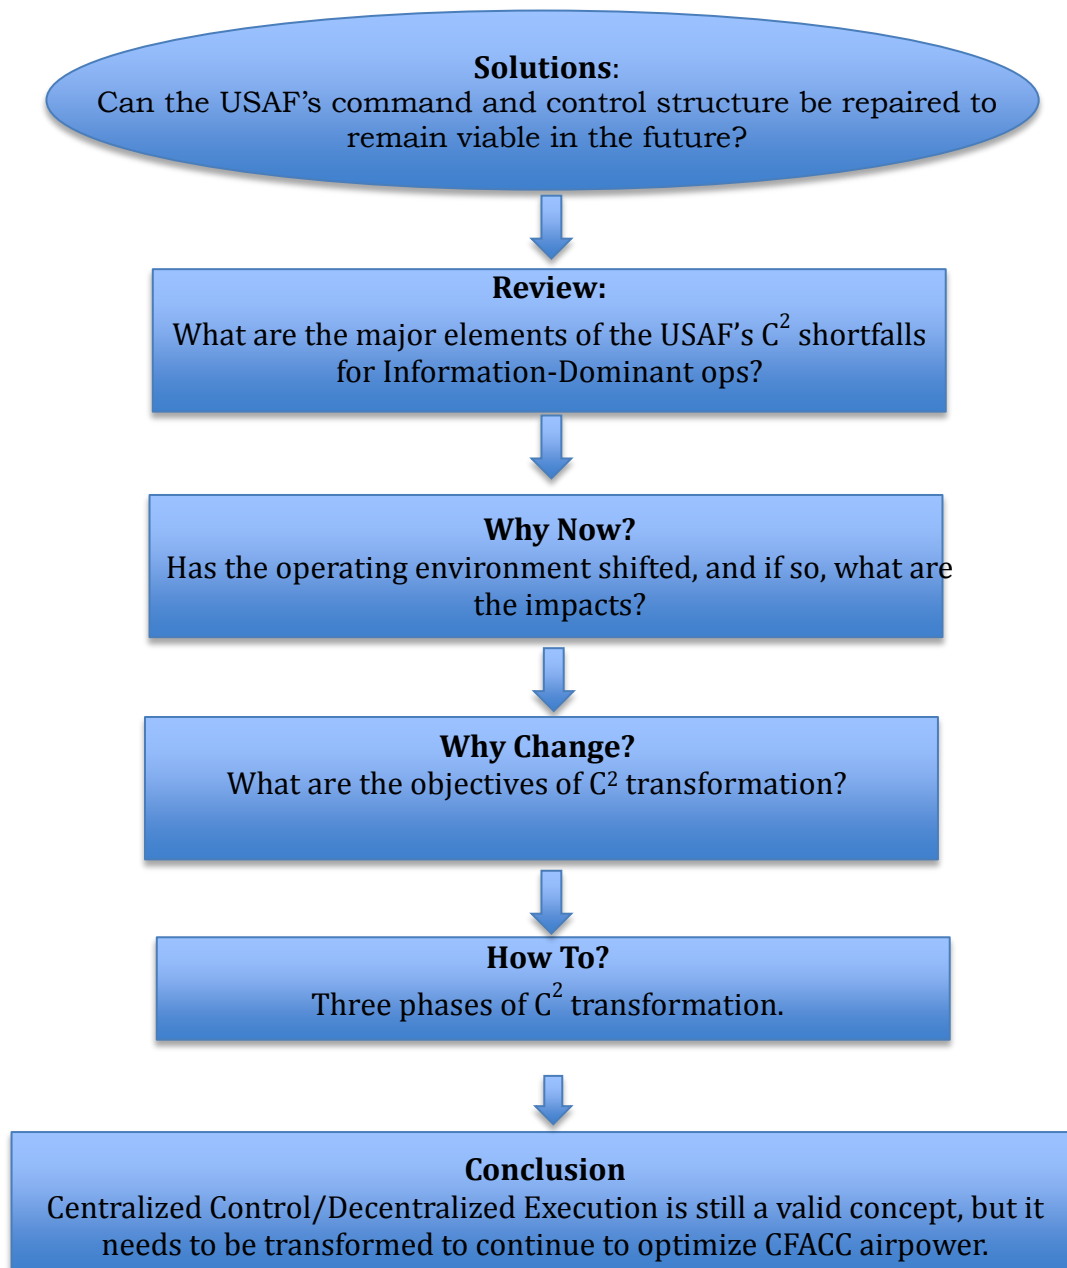 Solutions:
Can the USAF’s command and control structure be repaired to
remain viable in the future?
Review:
What are the major elements of the USAF’s C² shortfalls
for Information-Dominant ops?
Why Now?
Has the operating environment shifted, and if so, what are
the impacts?
Why Change?
What are the objectives of C² transformation?
How To?
Three phases of C² transformation.
Conclusion
Centralized Control/Decentralized Execution is still a valid concept, but it
needs to be transformed to continue to optimize CFACC airpower.